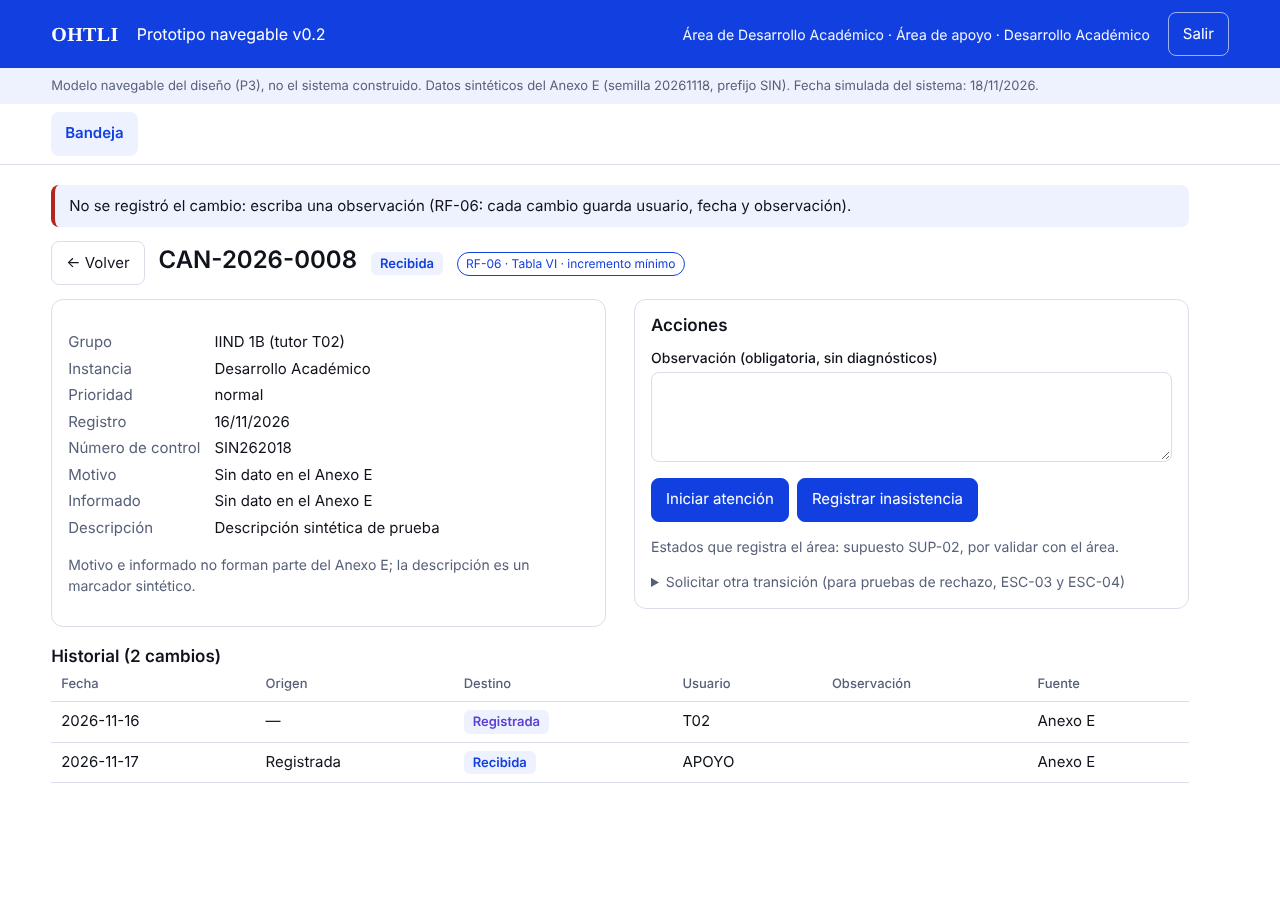 OHTLI Prototipo navegable v0.2
Área de Desarrollo Académico · Área de apoyo · Desarrollo Académico
Salir
Modelo navegable del diseño (P3), no el sistema construido. Datos sintéticos del Anexo E (semilla 20261118, prefijo SIN). Fecha simulada del sistema: 18/11/2026.
Bandeja
No se registró el cambio: escriba una observación (RF-06: cada cambio guarda usuario, fecha y observación).
← Volver
CAN-2026-0008
Recibida
RF-06 · Tabla VI · incremento mínimo
Grupo IIND 1B (tutor T02)
Instancia Desarrollo Académico
Prioridad normal
Registro 16/11/2026
Número de control SIN262018
Motivo Sin dato en el Anexo E
Informado Sin dato en el Anexo E
Descripción Descripción sintética de prueba
Motivo e informado no forman parte del Anexo E; la descripción es un
marcador sintético.
Acciones
Observación (obligatoria, sin diagnósticos)
Iniciar atención
Registrar inasistencia
Estados que registra el área: supuesto SUP-02, por validar con el área.
▶ Solicitar otra transición (para pruebas de rechazo, ESC-03 y ESC-04)
Historial (2 cambios)
Fecha Origen Destino Usuario Observación Fuente
2026-11-16 — Registrada T02 Anexo E
2026-11-17 Registrada Recibida APOYO Anexo E